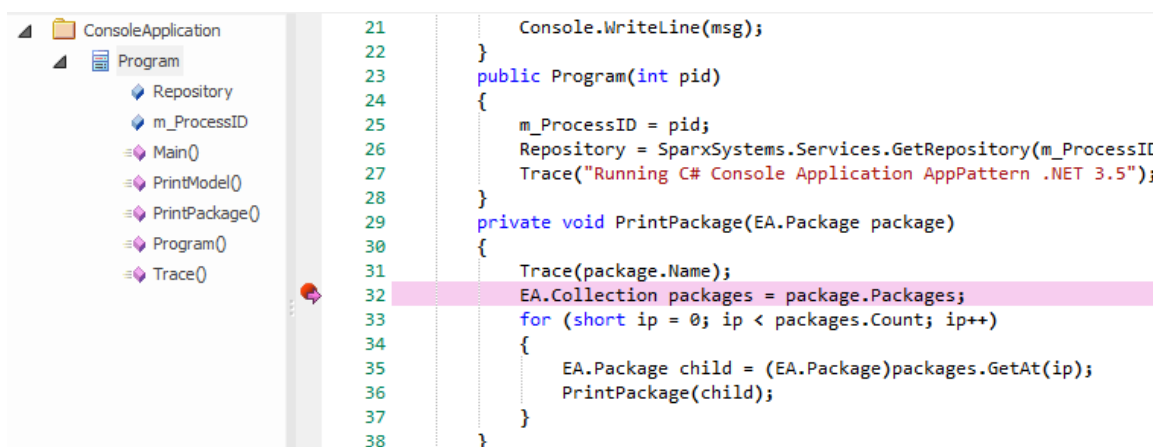 ConsoleApplication
Program
Repository
m_ProcessID
Main()
PrintModel()
PrintPackage()
Program()
Trace()
21 Console.WriteLine(msg);
22 }
23 public Program(int pid)
24 {
25 m_ProcessID = pid;
26 Repository = SparxSystems.Services.GetRepository(m_ProcessID
27 Trace("Running C# Console Application AppPattern .NET 3.5");
28 }
29 private void PrintPackage(EA.Package package)
30 {
31 Trace(package.Name);
32 EA.Collection packages = package.Packages;
33 for (short ip = 0; ip < packages.Count; ip++)
34 {
35 EA.Package child = (EA.Package)packages.GetAt(ip);
36 PrintPackage(child);
37 }
38 }